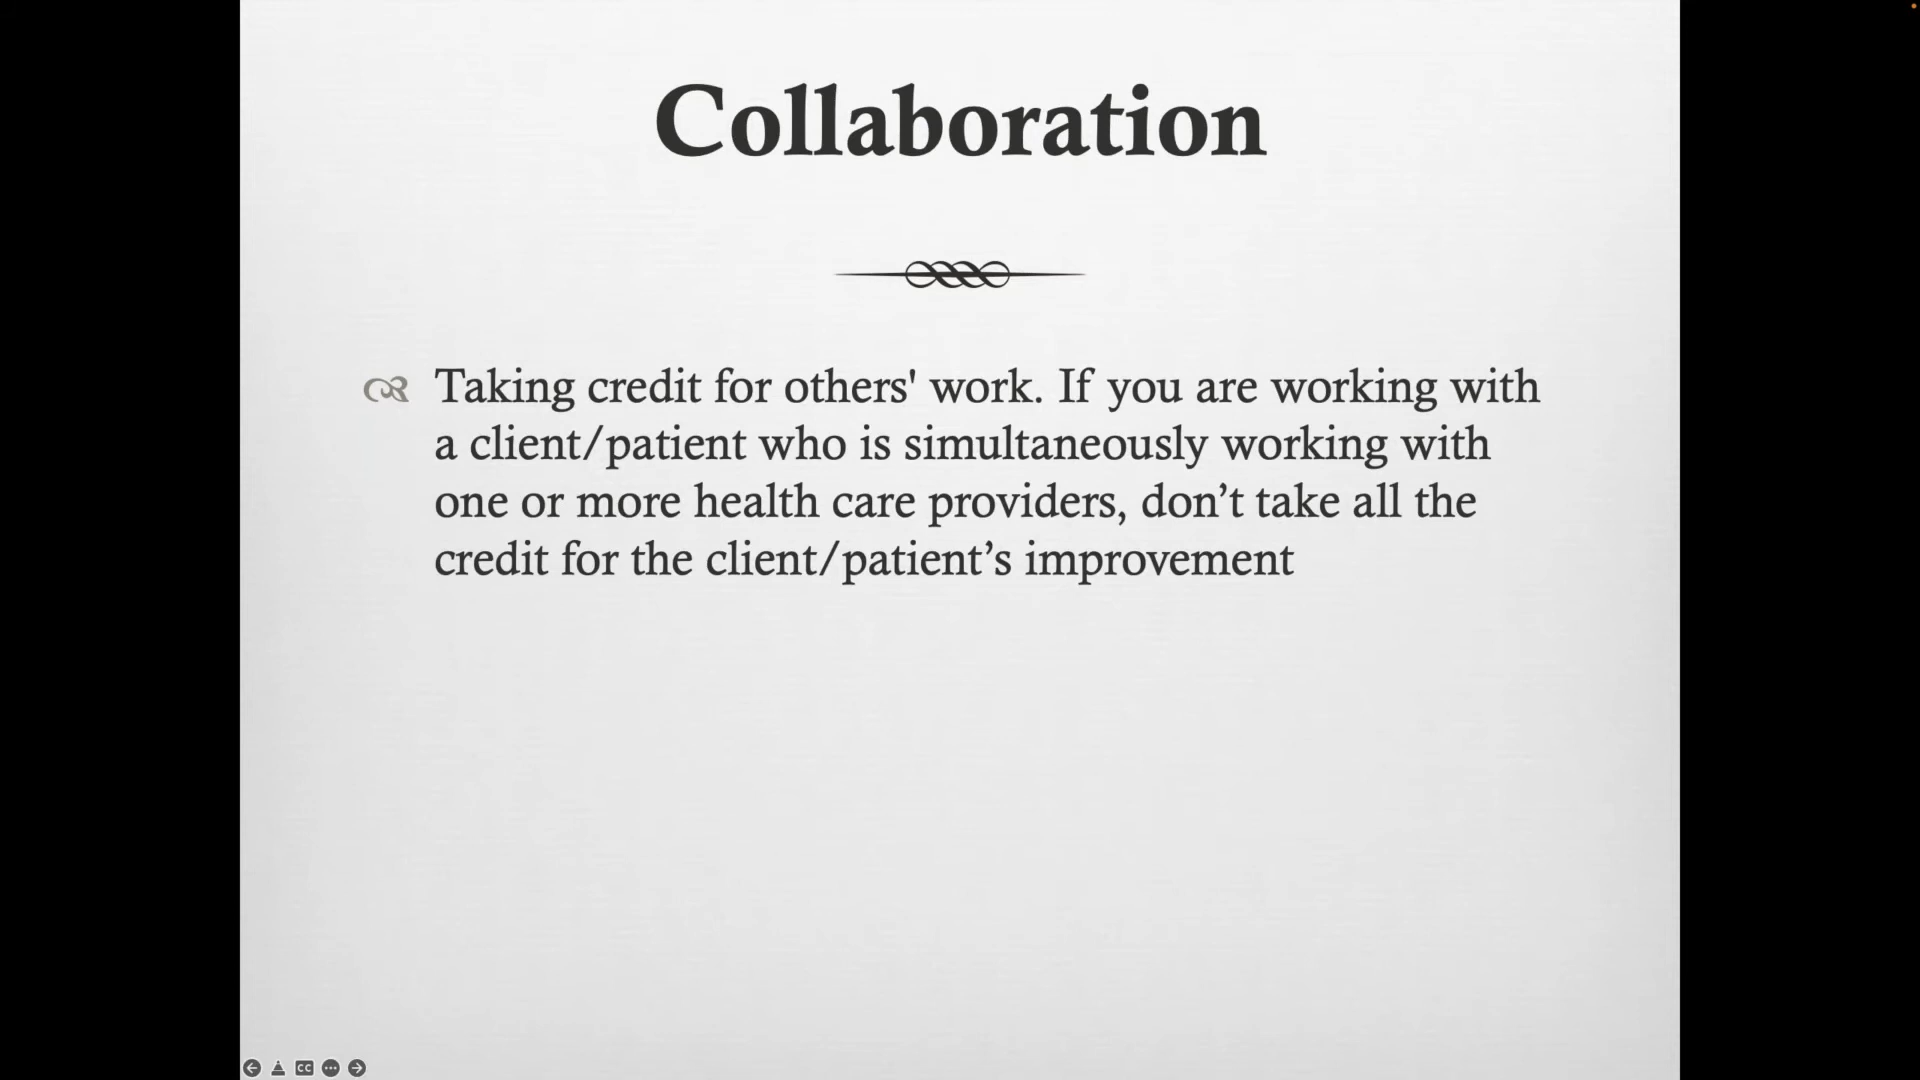 Collaboration
Taking credit for others' work. If you are working with
a client/patient who is simultaneously working with
one or more health care providers, don’t take all the
credit for the client/patient’s improvement
CC